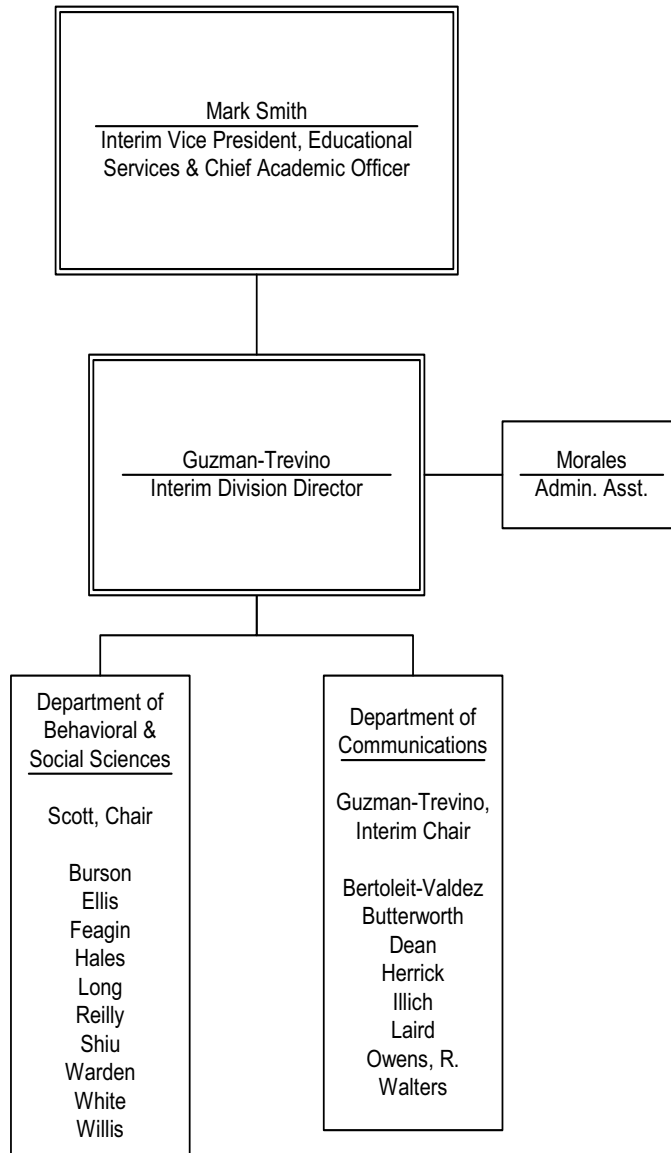 Mark Smith
Interim Vice President, Educational
Services & Chief Academic Officer
Guzman-Trevino
Interim Division Director
Morales
Admin. Asst.
Department of
Behavioral &
Social Sciences
Scott, Chair
Burson
Ellis
Feagin
Hales
Long
Reilly
Shiu
Warden
White
Willis
Department of
Communications
Guzman-Trevino,
Interim Chair
Bertoleit-Valdez
Butterworth
Dean
Herrick
Illich
Laird
Owens, R.
Walters